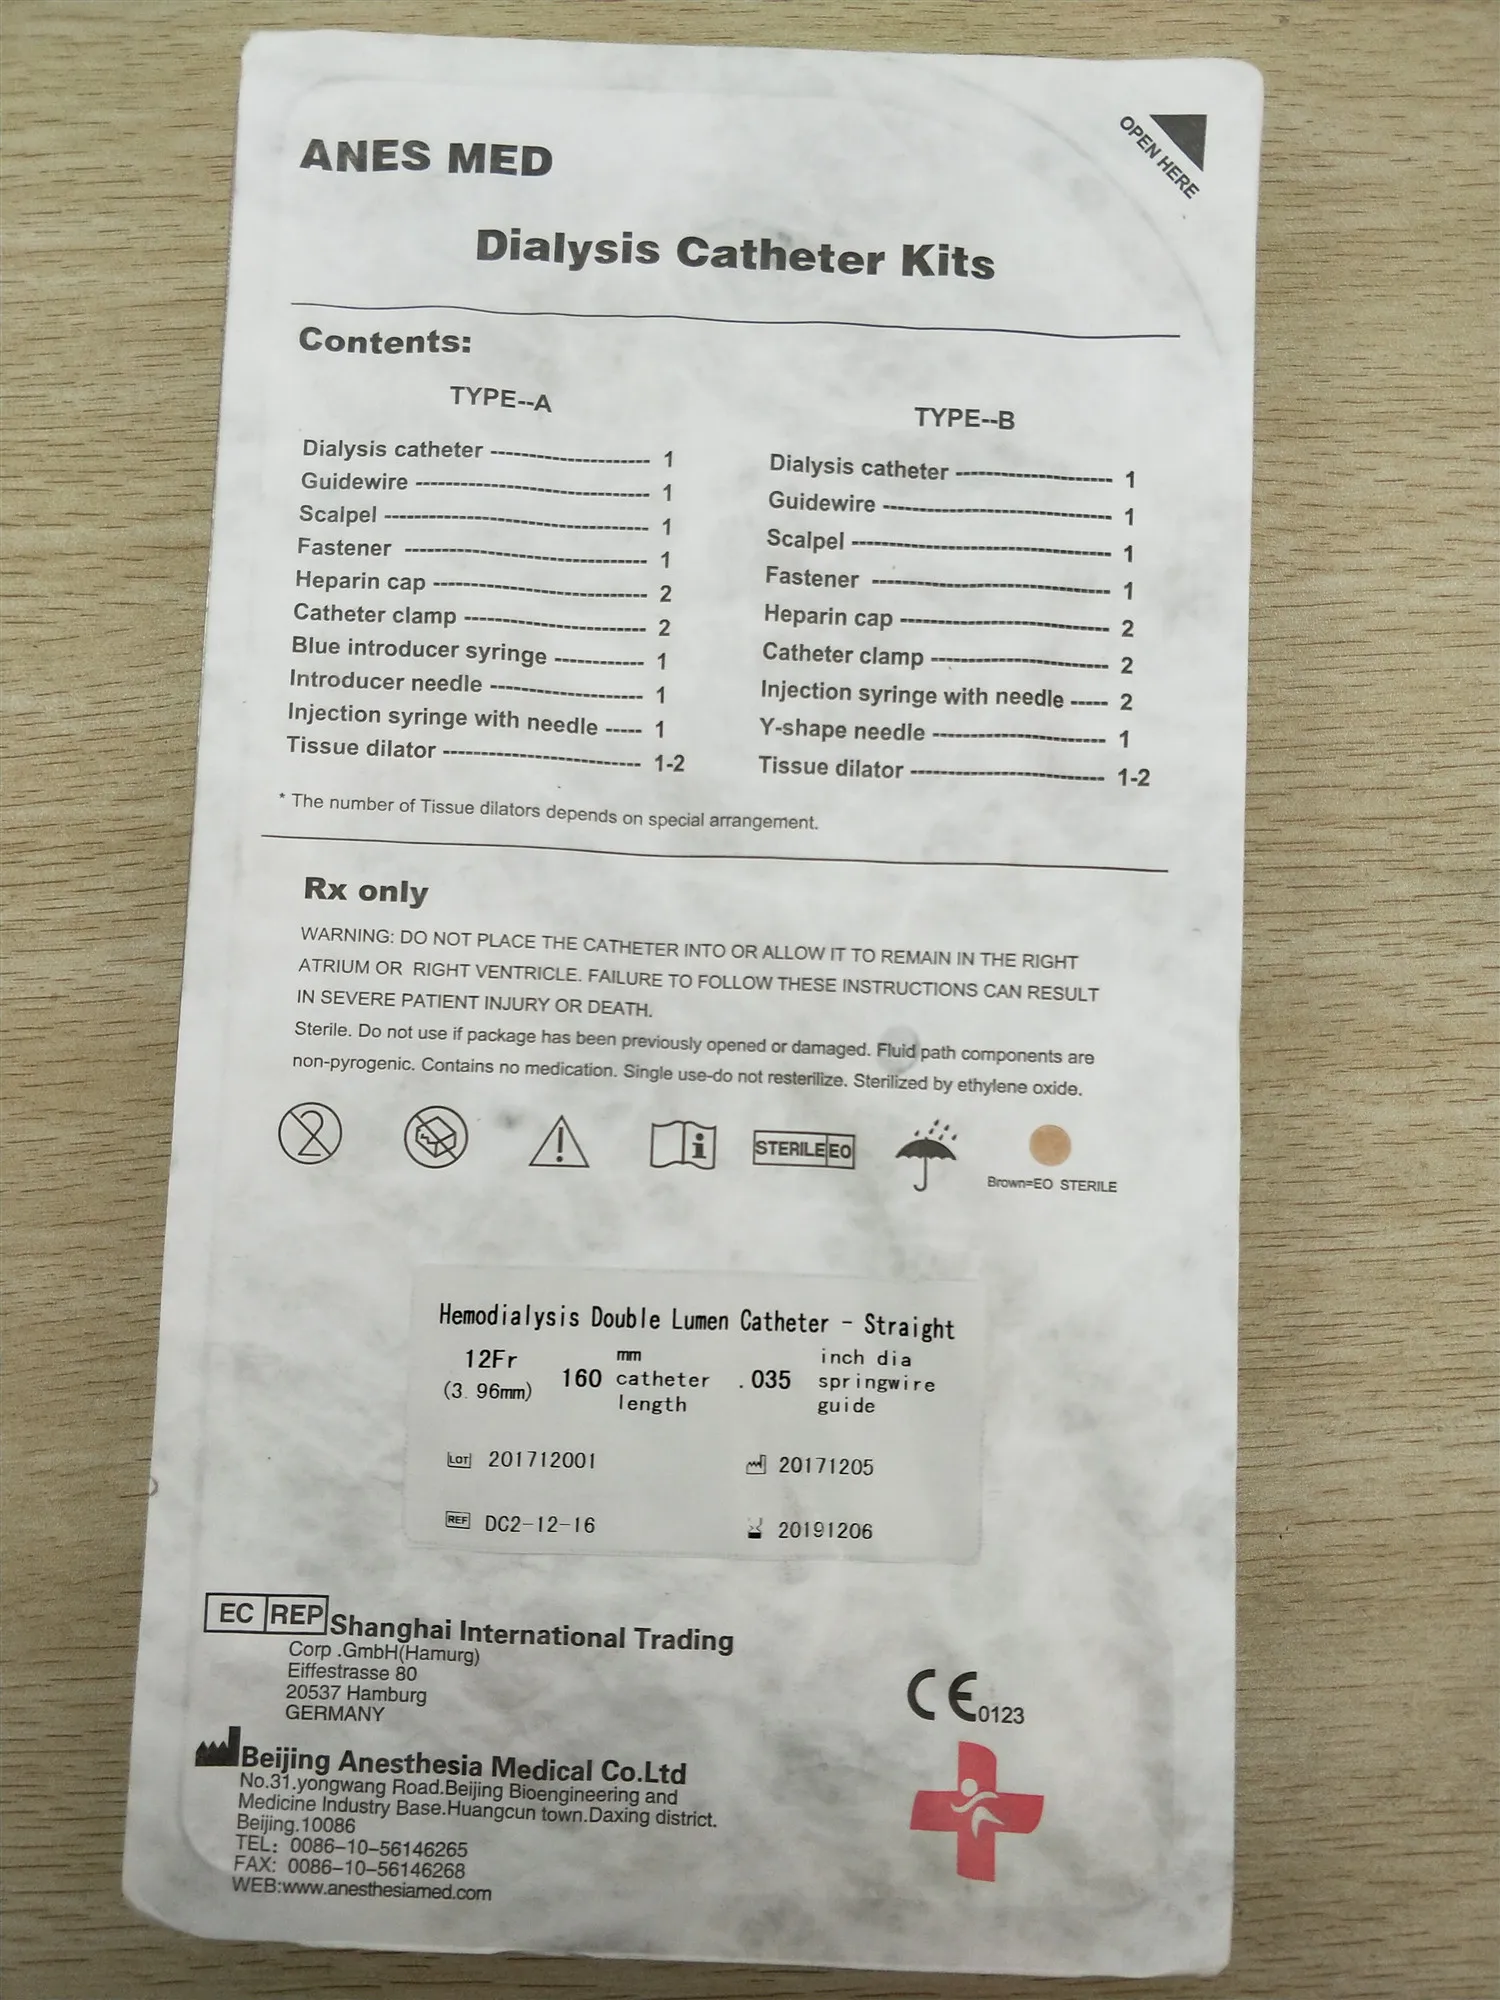 ANES MED
OPEN HERE
Dialysis Catheter Kits
Contents:
TYPE--A
Dialysis catheter ---------------------- 1
Guidewire -------------------------------- 1
Scalpel ------------------------------------ 1
Fastener --------------------------------- 1
Heparin cap ----------------------------- 2
Catheter clamp ------------------------- 2
Blue introducer syringe ------------ 1
Introducer needle --------------------- 1
Injection syringe with needle ----- 1
Tissue dilator --------------------------- 1-2
TYPE--B
Dialysis catheter ---------------------- 1
Guidewire -------------------------------- 1
Scalpel ------------------------------------ 1
Fastener --------------------------------- 1
Heparin cap ----------------------------- 2
Catheter clamp ------------------------- 2
Injection syringe with needle ----- 2
Y-shape needle ------------------------ 1
Tissue dilator --------------------------- 1-2
* The number of Tissue dilators depends on special arrangement.
Rx only
WARNING: DO NOT PLACE THE CATHETER INTO OR ALLOW IT TO REMAIN IN THE RIGHT
ATRIUM OR RIGHT VENTRICLE. FAILURE TO FOLLOW THESE INSTRUCTIONS CAN RESULT
IN SEVERE PATIENT INJURY OR DEATH.
Sterile. Do not use if package has been previously opened or damaged. Fluid path components are
non-pyrogenic. Contains no medication. Single use-do not resterilize. Sterilized by ethylene oxide.
2
STERILE EO
Brown=EO STERILE
Hemodialysis Double Lumen Catheter - Straight
12Fr
(3.96mm)
160 mm catheter length
.035 inch dia springwire guide
LOT 201712001
20171205
REF DC2-12-16
20191206
EC REP Shanghai International Trading
Corp .GmbH(Hamurg)
Eiffestrasse 80
20537 Hamburg
GERMANY
CE 0123
Beijing Anesthesia Medical Co.Ltd
No.31.yongwang Road.Beijing Bioengineering and
Medicine Industry Base.Huangcun town.Daxing district.
Beijing.10086
TEL: 0086-10-56146265
FAX: 0086-10-56146268
WEB:www.anesthesiamed.com